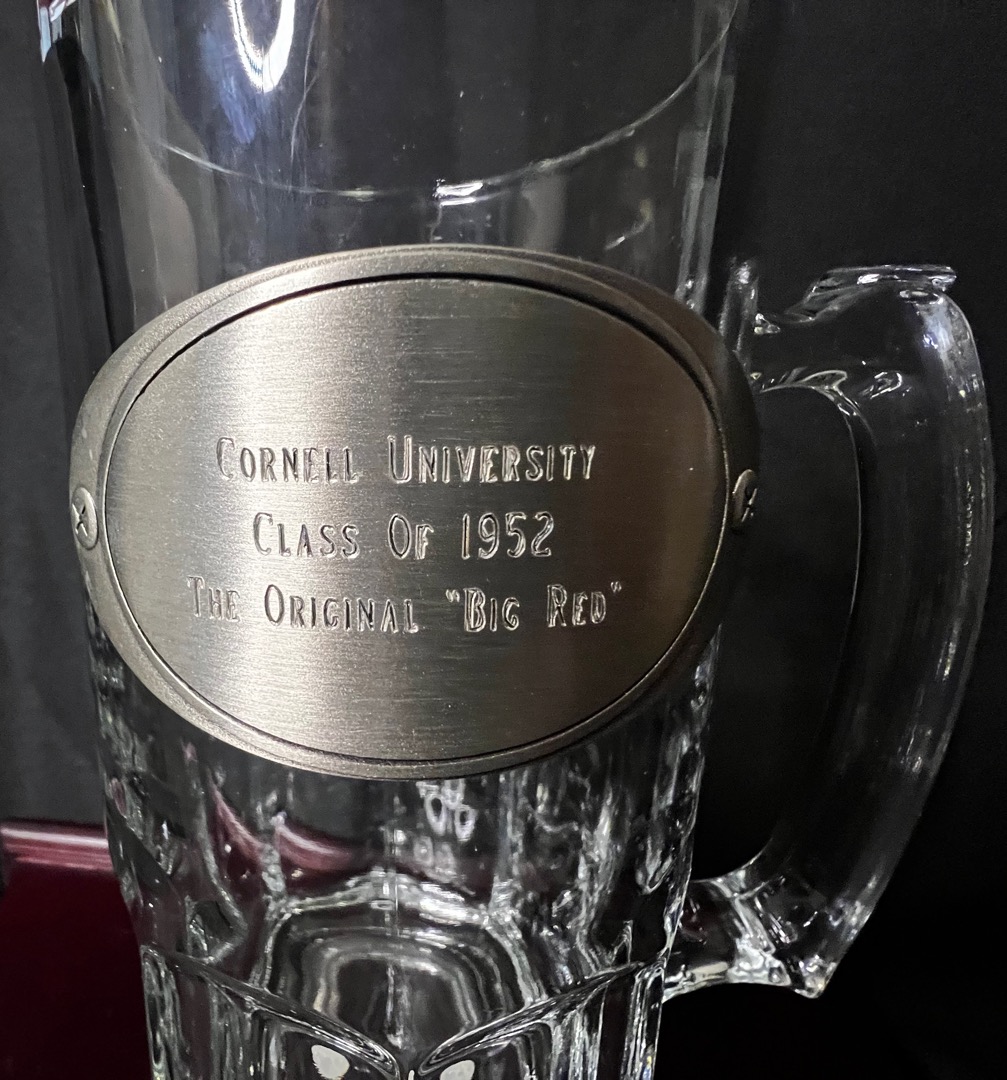 Cornell University
Class Of 1952
The Original "Big Red"